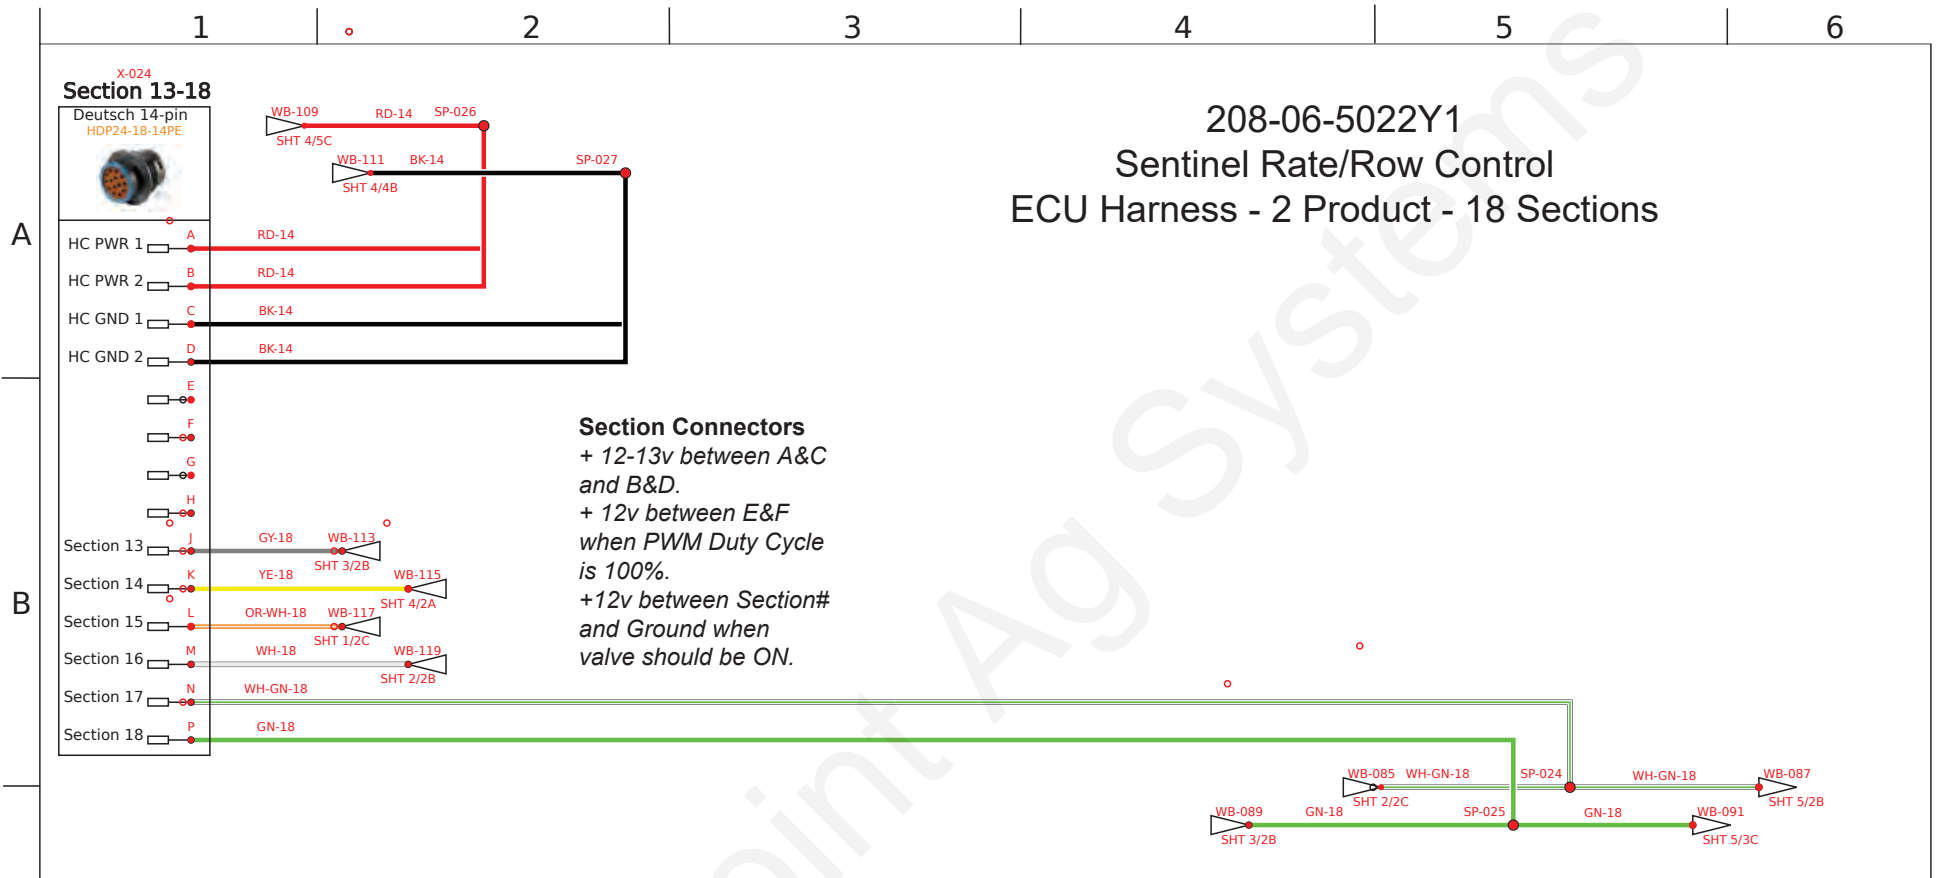 1 2 3 4 5 6
X-024
Section 13-18
Deutsch 14-pin
HDP24-18-14PE
WB-109 RD-14 SP-026
SHT 4/5C
WB-111 BK-14 SP-027
SHT 4/4B
208-06-5022Y1
Sentinel Rate/Row Control
ECU Harness - 2 Product - 18 Sections
A
HC PWR 1 A RD-14
HC PWR 2 B RD-14
HC GND 1 C BK-14
HC GND 2 D BK-14
E
F
G
H
Section Connectors
+ 12-13v between A&C
and B&D.
+ 12v between E&F
when PWM Duty Cycle
is 100%.
+12v between Section#
and Ground when
valve should be ON.
B
Section 13 J GY-18 WB-113
SHT 3/2B
Section 14 K YE-18 WB-115
SHT 4/2A
Section 15 L OR-WH-18 WB-117
SHT 1/2C
Section 16 M WH-18 WB-119
SHT 2/2B
Section 17 N WH-GN-18
Section 18 P GN-18
WB-085 WH-GN-18 SP-024 WH-GN-18 WB-087
SHT 2/2C SHT 5/2B
WB-089 GN-18 SP-025 GN-18 WB-091
SHT 3/2B SHT 5/3C
Ag Systems